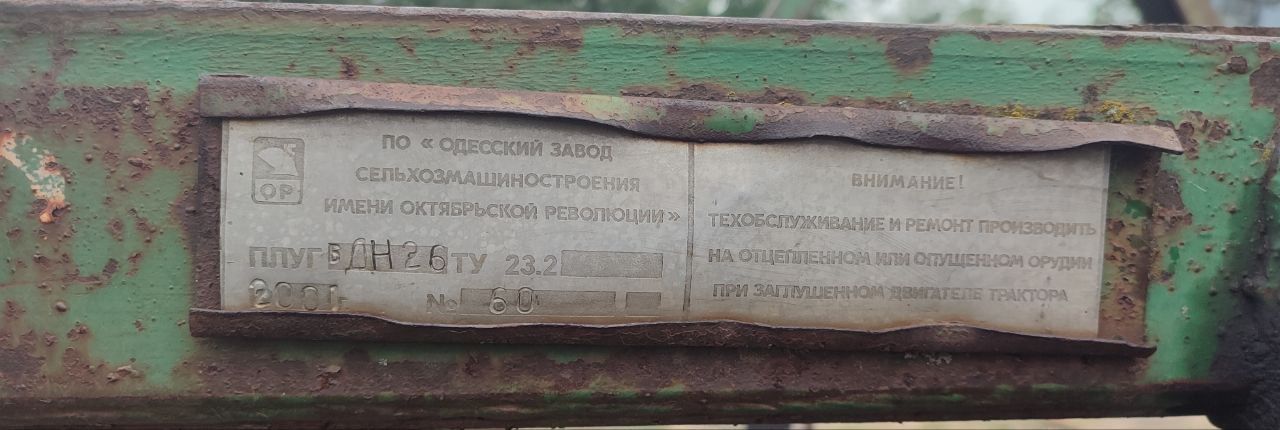 ОР
ПО « ОДЕССКИЙ ЗАВОД
СЕЛЬХОЗМАШИНОСТРОЕНИЯ
ИМЕНИ ОКТЯБРЬСКОЙ РЕВОЛЮЦИИ»
ПЛУГ ВДН26 ТУ 23.2
2001г № 60
ВНИМАНИЕ!
ТЕХОБСЛУЖИВАНИЕ И РЕМОНТ ПРОИЗВОДИТЬ
НА ОТЦЕПЛЕННОМ ИЛИ ОПУЩЕННОМ ОРУДИИ
ПРИ ЗАГЛУШЕННОМ ДВИГАТЕЛЕ ТРАКТОРА